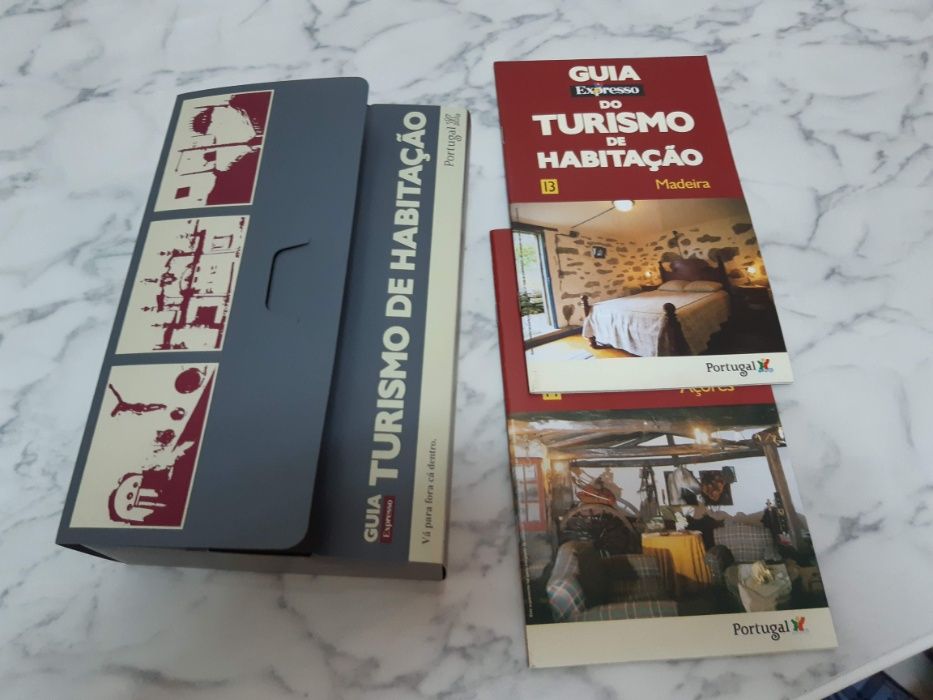 Portugal
GUIA
Expresso
TURISMO DE HABITAÇÃO
Vá para fora cá dentro.
GUIA
Expresso
DO
TURISMO
DE
HABITAÇÃO
13
Madeira
Portugal
Açores
Portugal